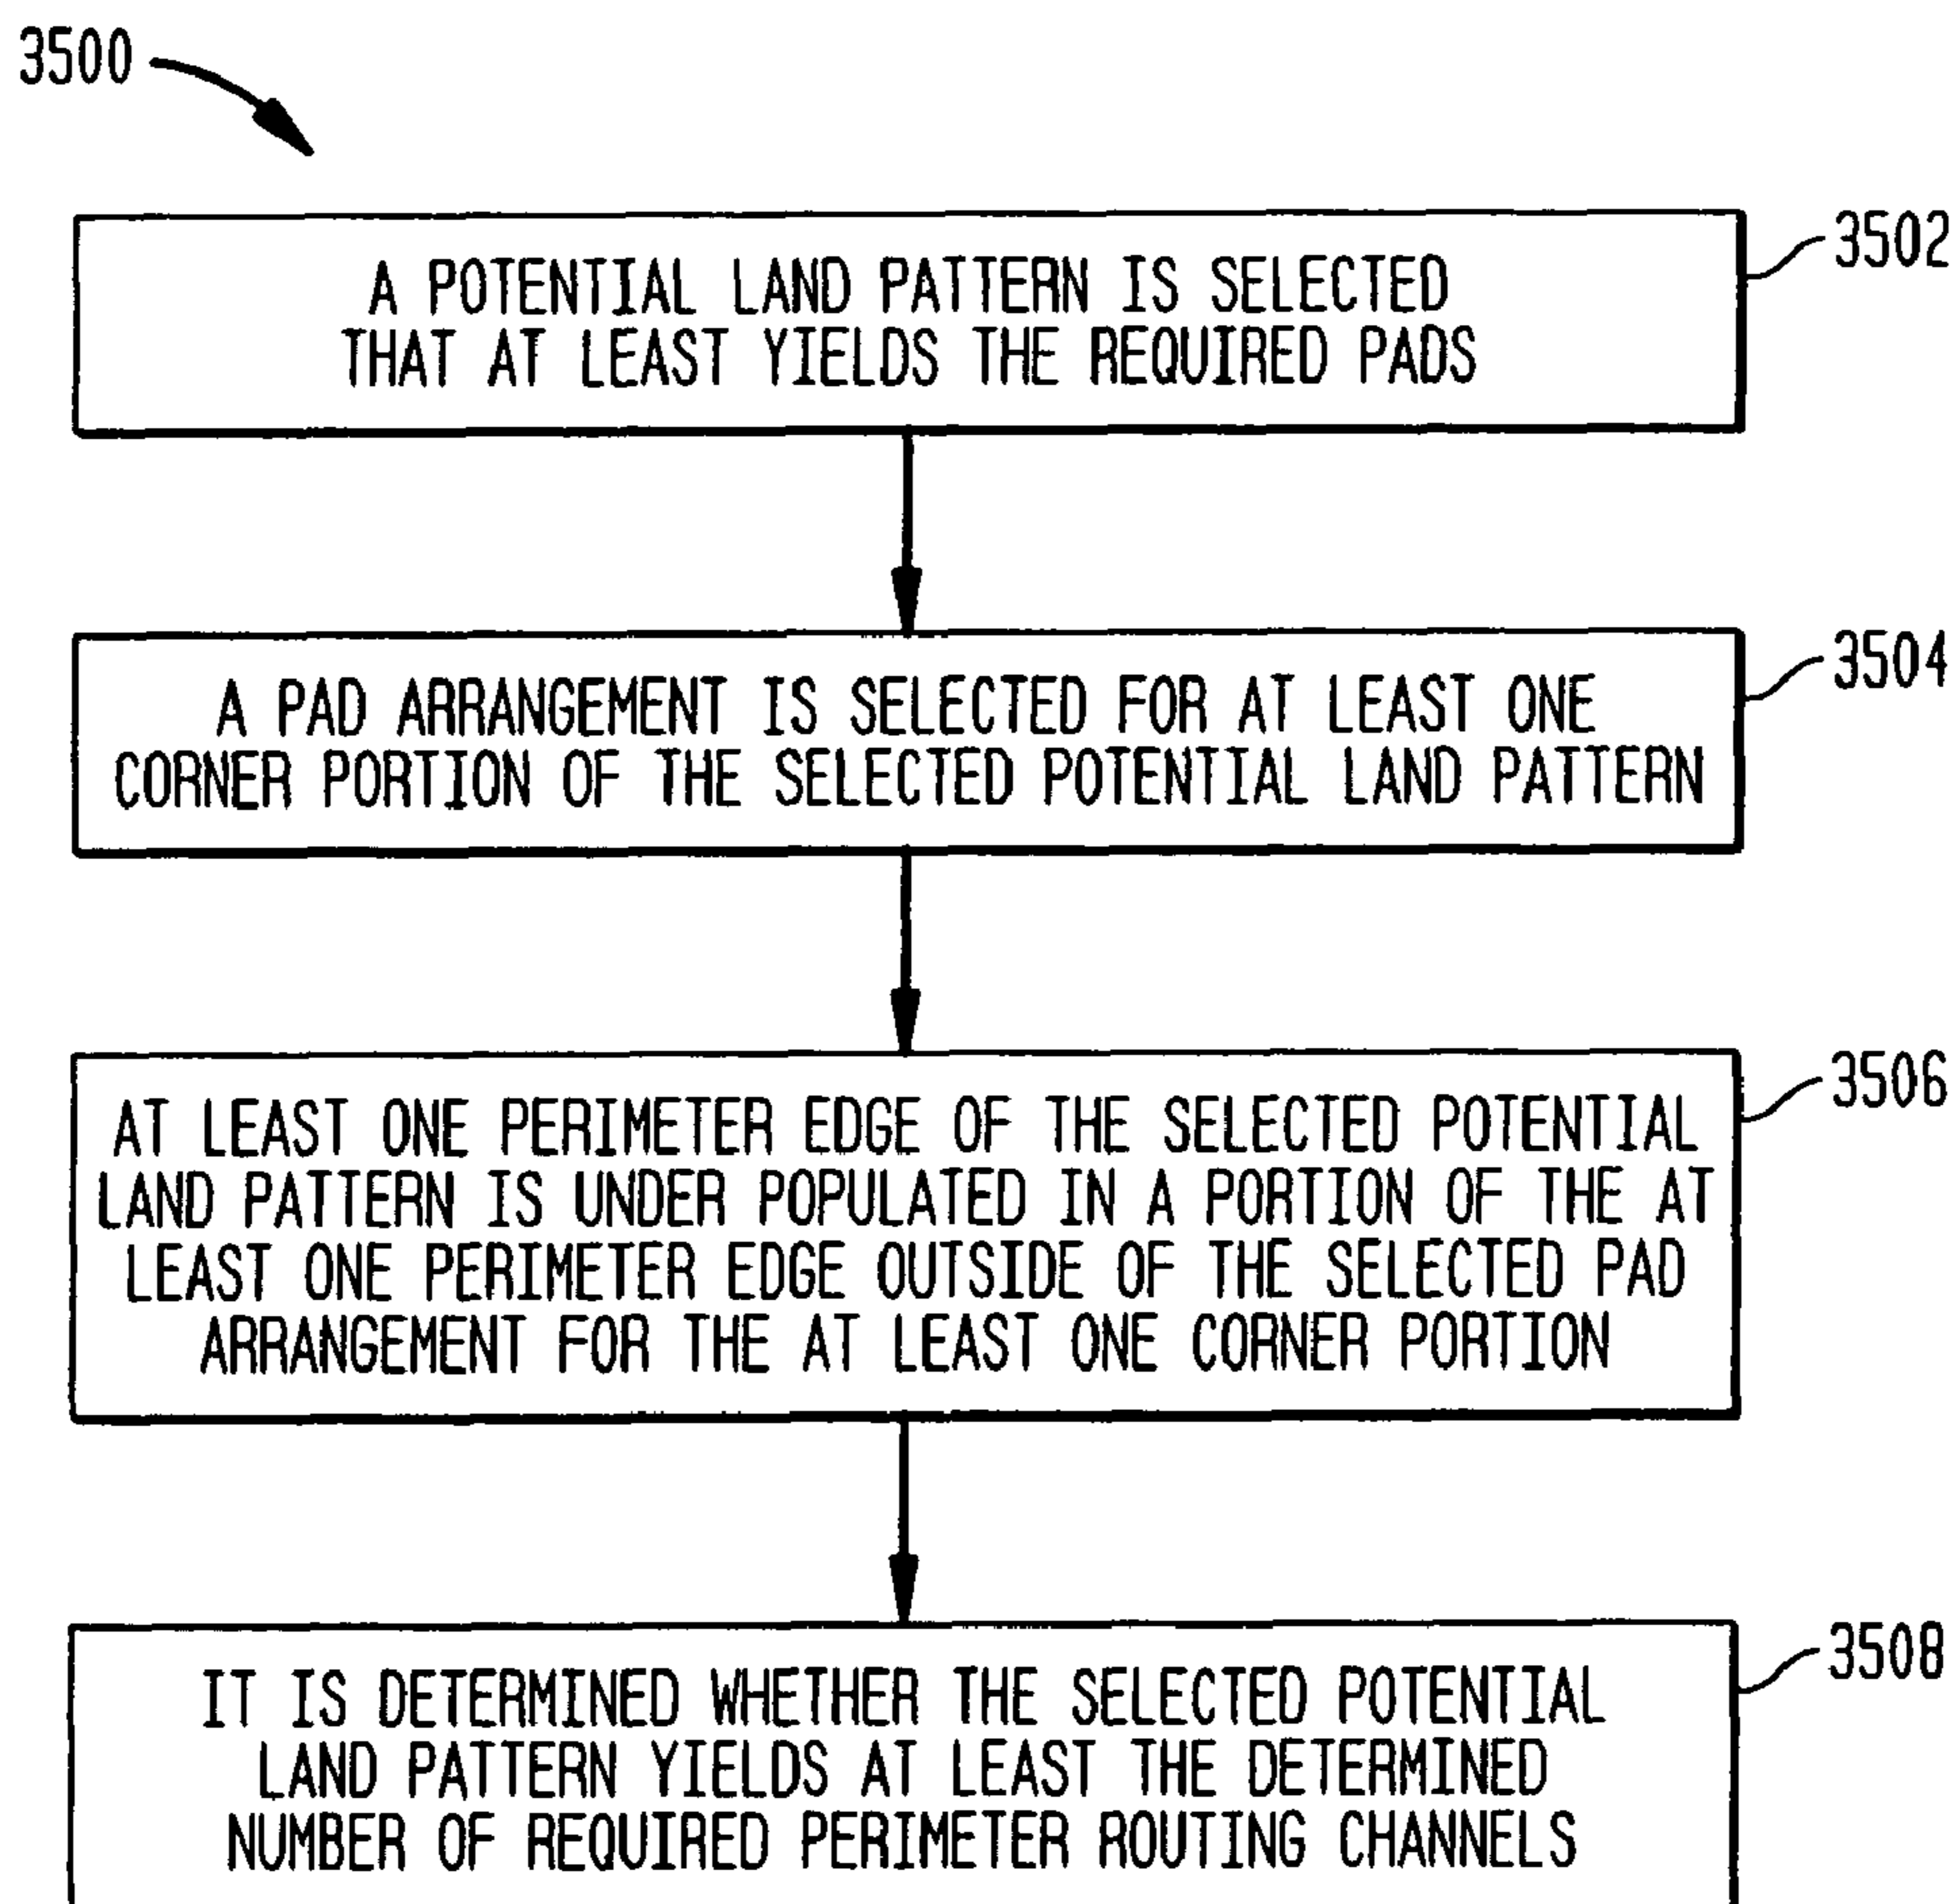 3500
3502
A POTENTIAL LAND PATTERN IS SELECTED
THAT AT LEAST YIELDS THE REQUIRED PADS
3504
A PAD ARRANGEMENT IS SELECTED FOR AT LEAST ONE
CORNER PORTION OF THE SELECTED POTENTIAL LAND PATTERN
3506
AT LEAST ONE PERIMETER EDGE OF THE SELECTED POTENTIAL
LAND PATTERN IS UNDER POPULATED IN A PORTION OF THE AT
LEAST ONE PERIMETER EDGE OUTSIDE OF THE SELECTED PAD
ARRANGEMENT FOR THE AT LEAST ONE CORNER PORTION
3508
IT IS DETERMINED WHETHER THE SELECTED POTENTIAL
LAND PATTERN YIELDS AT LEAST THE DETERMINED
NUMBER OF REQUIRED PERIMETER ROUTING CHANNELS